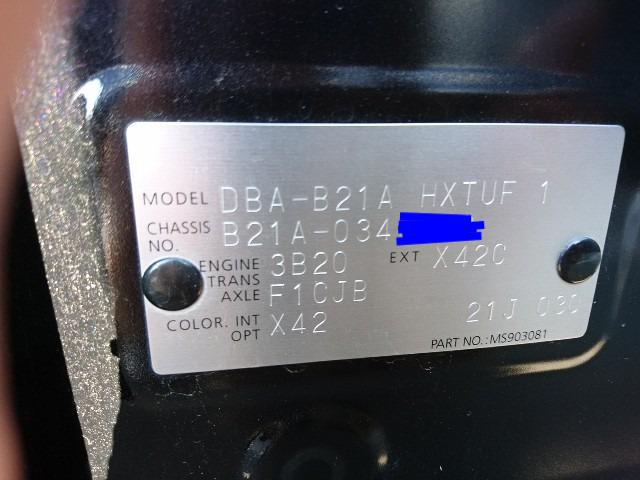 MODEL DBA-B21A HXTUF 1
CHASSIS NO. B21A-034
ENGINE 3B20 EXT X42C
TRANS AXLE F1CJB
COLOR. INT OPT X42 21J 030
PART NO.: MS903081